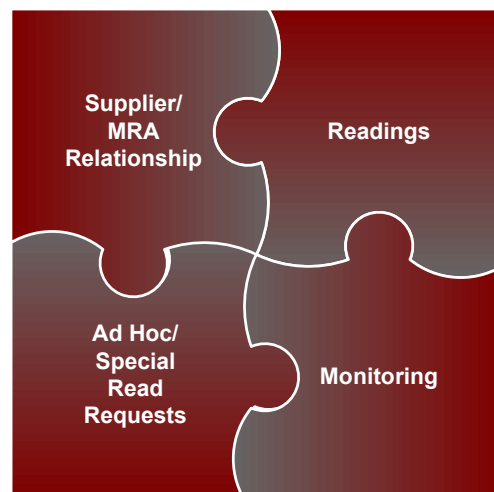 Supplier/
MRA
Relationship
Readings
Ad Hoc/
Special
Read
Requests
Monitoring